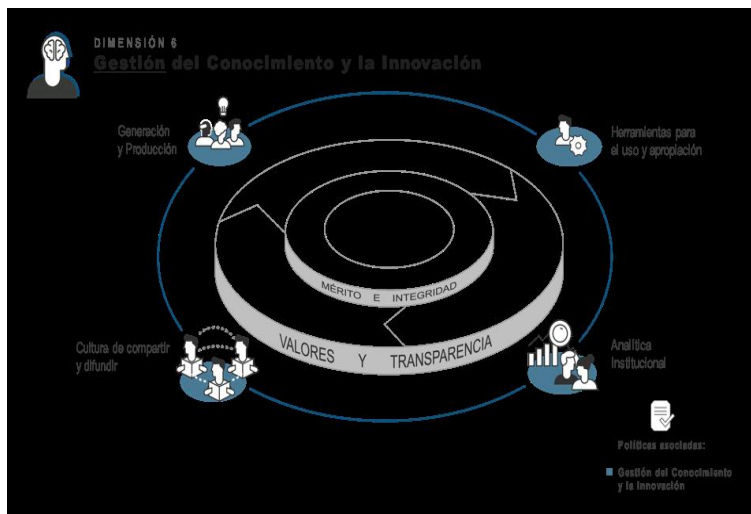 DIMENSIÓN 6
Gestión del Conocimiento y la Innovación
Generación
y Producción
Herramientas para
el uso y apropiación
MÉRITO E INTEGRIDAD
VALORES Y TRANSPARENCIA
Cultura de compartir
y difundir
Analítica
Institucional
Políticas asociadas:
Gestión del Conocimiento
y la Innovación